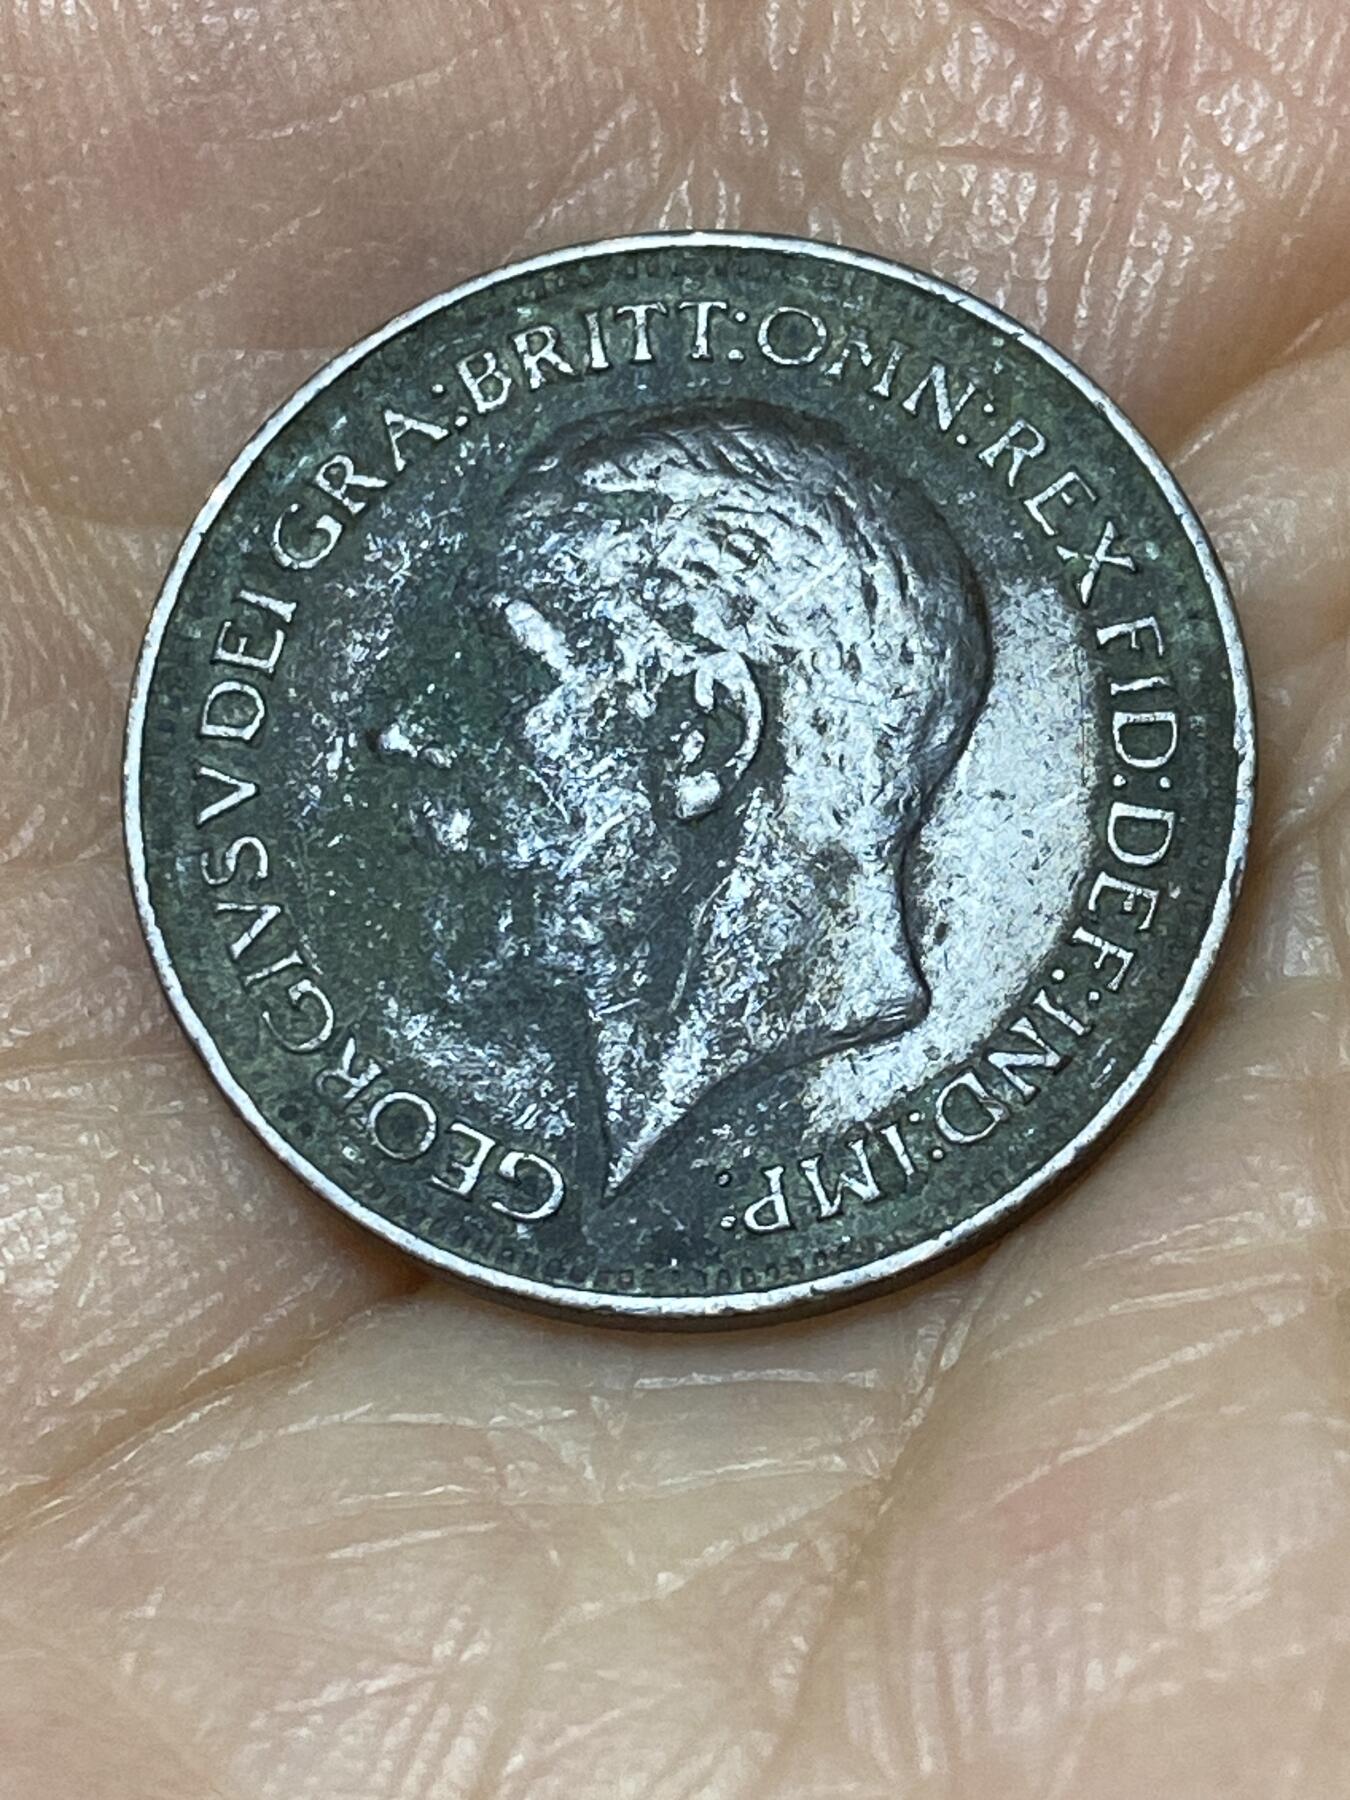 GEORGIVS V DEI GRA: BRITT: OMN: REX FID: DEF: IND: IMP: